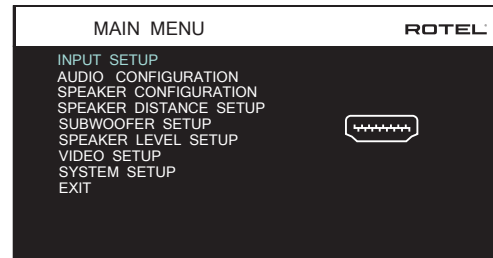 MAIN MENU
ROTEL
INPUT SETUP
AUDIO CONFIGURATION
SPEAKER CONFIGURATION
SPEAKER DISTANCE SETUP
SUBWOOFER SETUP
SPEAKER LEVEL SETUP
VIDEO SETUP
SYSTEM SETUP
EXIT